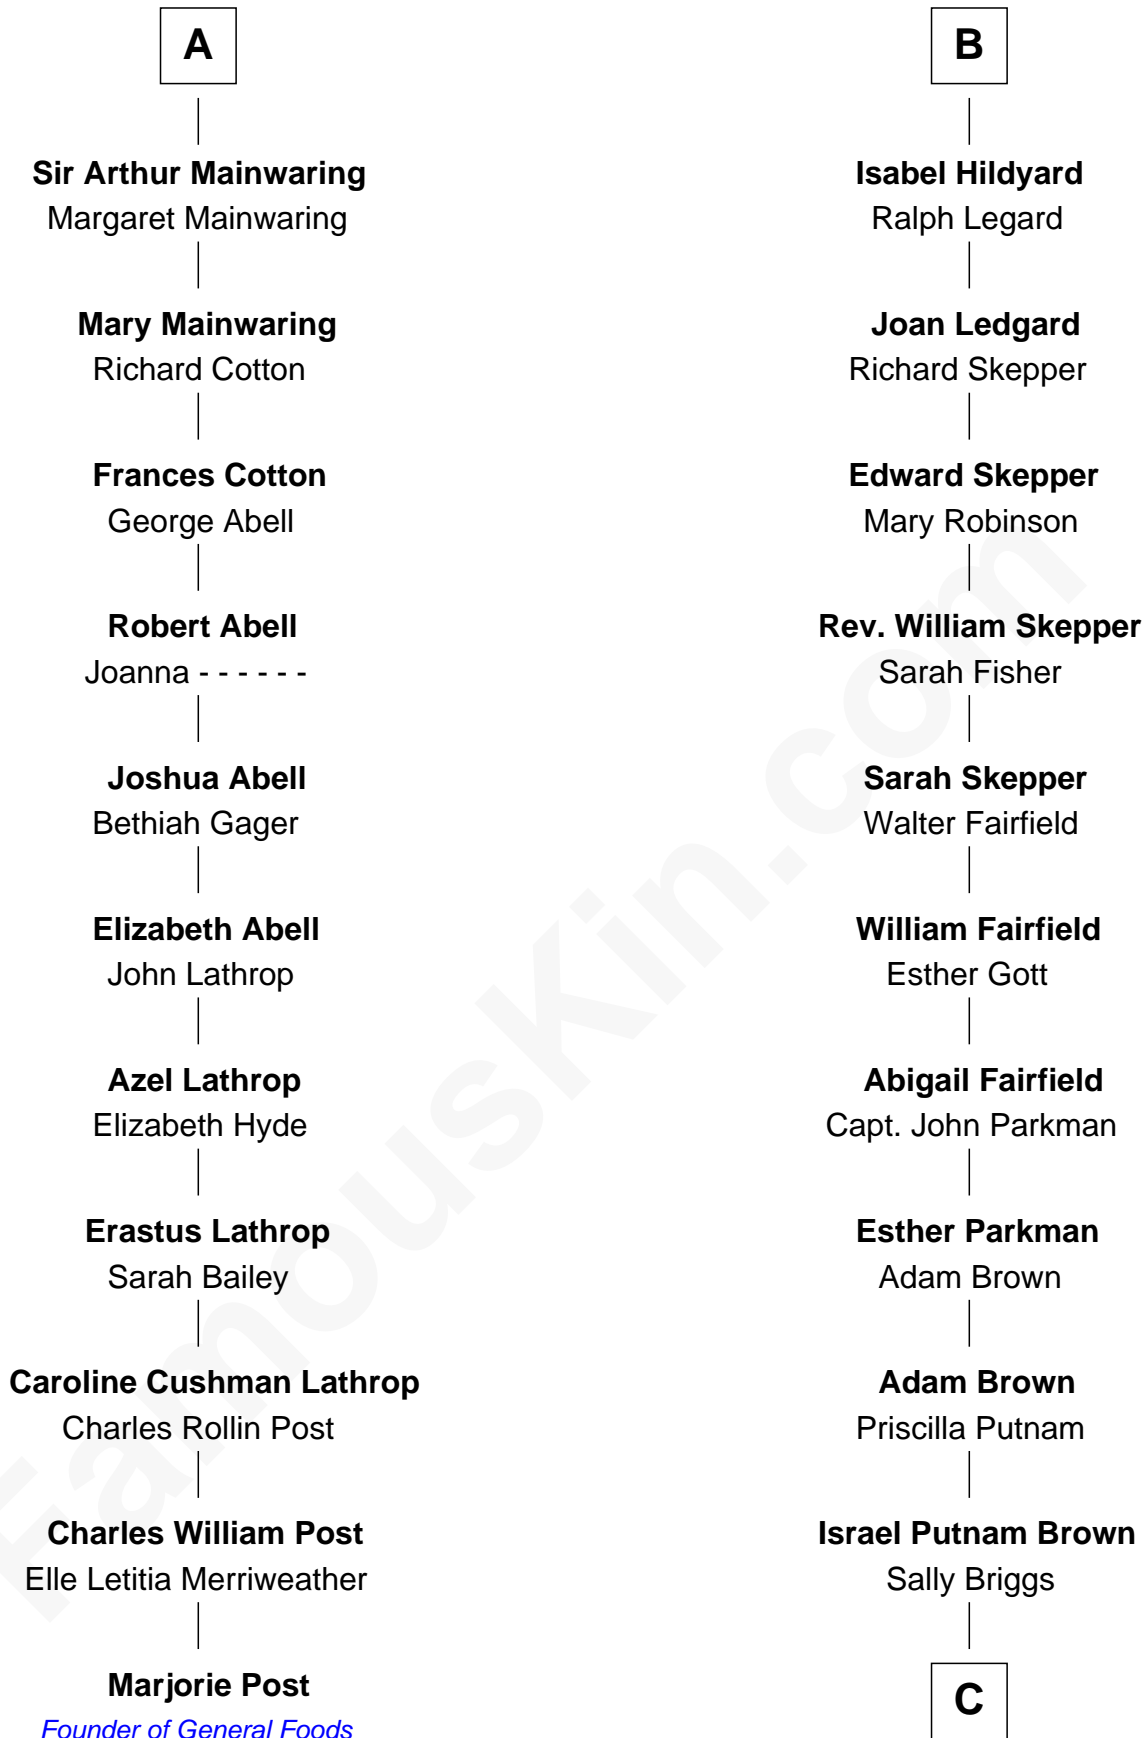 A
Sir Arthur Mainwaring
Margaret Mainwaring
Mary Mainwaring
Richard Cotton
Frances Cotton
George Abell
Robert Abell
Joanna - - - - - -
Joshua Abell
Bethiah Gager
Elizabeth Abell
John Lathrop
Azel Lathrop
Elizabeth Hyde
Erastus Lathrop
Sarah Bailey
Caroline Cushman Lathrop
Charles Rollin Post
Charles William Post
Elle Letitia Merriweather
Marjorie Post
Founder of General Foods
B
Isabel Hildyard
Ralph Legard
Joan Ledgard
Richard Skepper
Edward Skepper
Mary Robinson
Rev. William Skepper
Sarah Fisher
Sarah Skepper
Walter Fairfield
William Fairfield
Esther Gott
Abigail Fairfield
Capt. John Parkman
Esther Parkman
Adam Brown
Adam Brown
Priscilla Putnam
Israel Putnam Brown
Sally Briggs
C
FamousKin.com